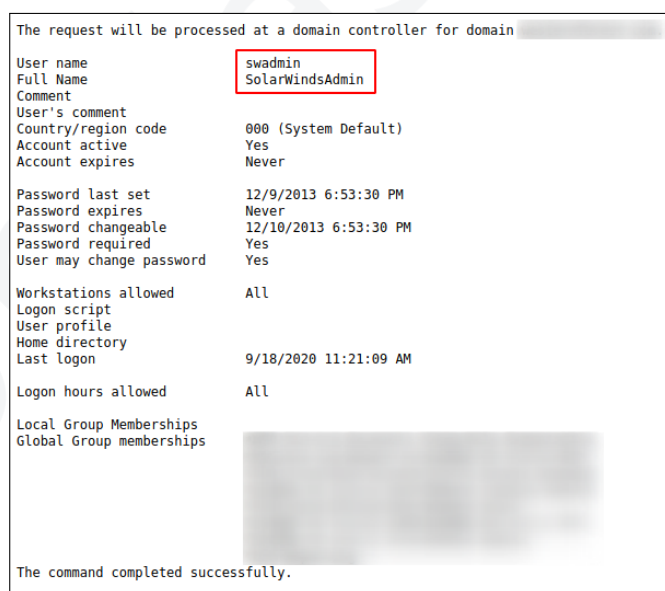 The request will be processed at a domain controller for domain
User name swadmin
Full Name SolarWindsAdmin
Comment
User's comment
Country/region code 000 (System Default)
Account active Yes
Account expires Never
Password last set 12/9/2013 6:53:30 PM
Password expires Never
Password changeable 12/10/2013 6:53:30 PM
Password required Yes
User may change password Yes
Workstations allowed All
Logon script
User profile
Home directory
Last logon 9/18/2020 11:21:09 AM
Logon hours allowed All
Local Group Memberships
Global Group memberships
The command completed successfully.